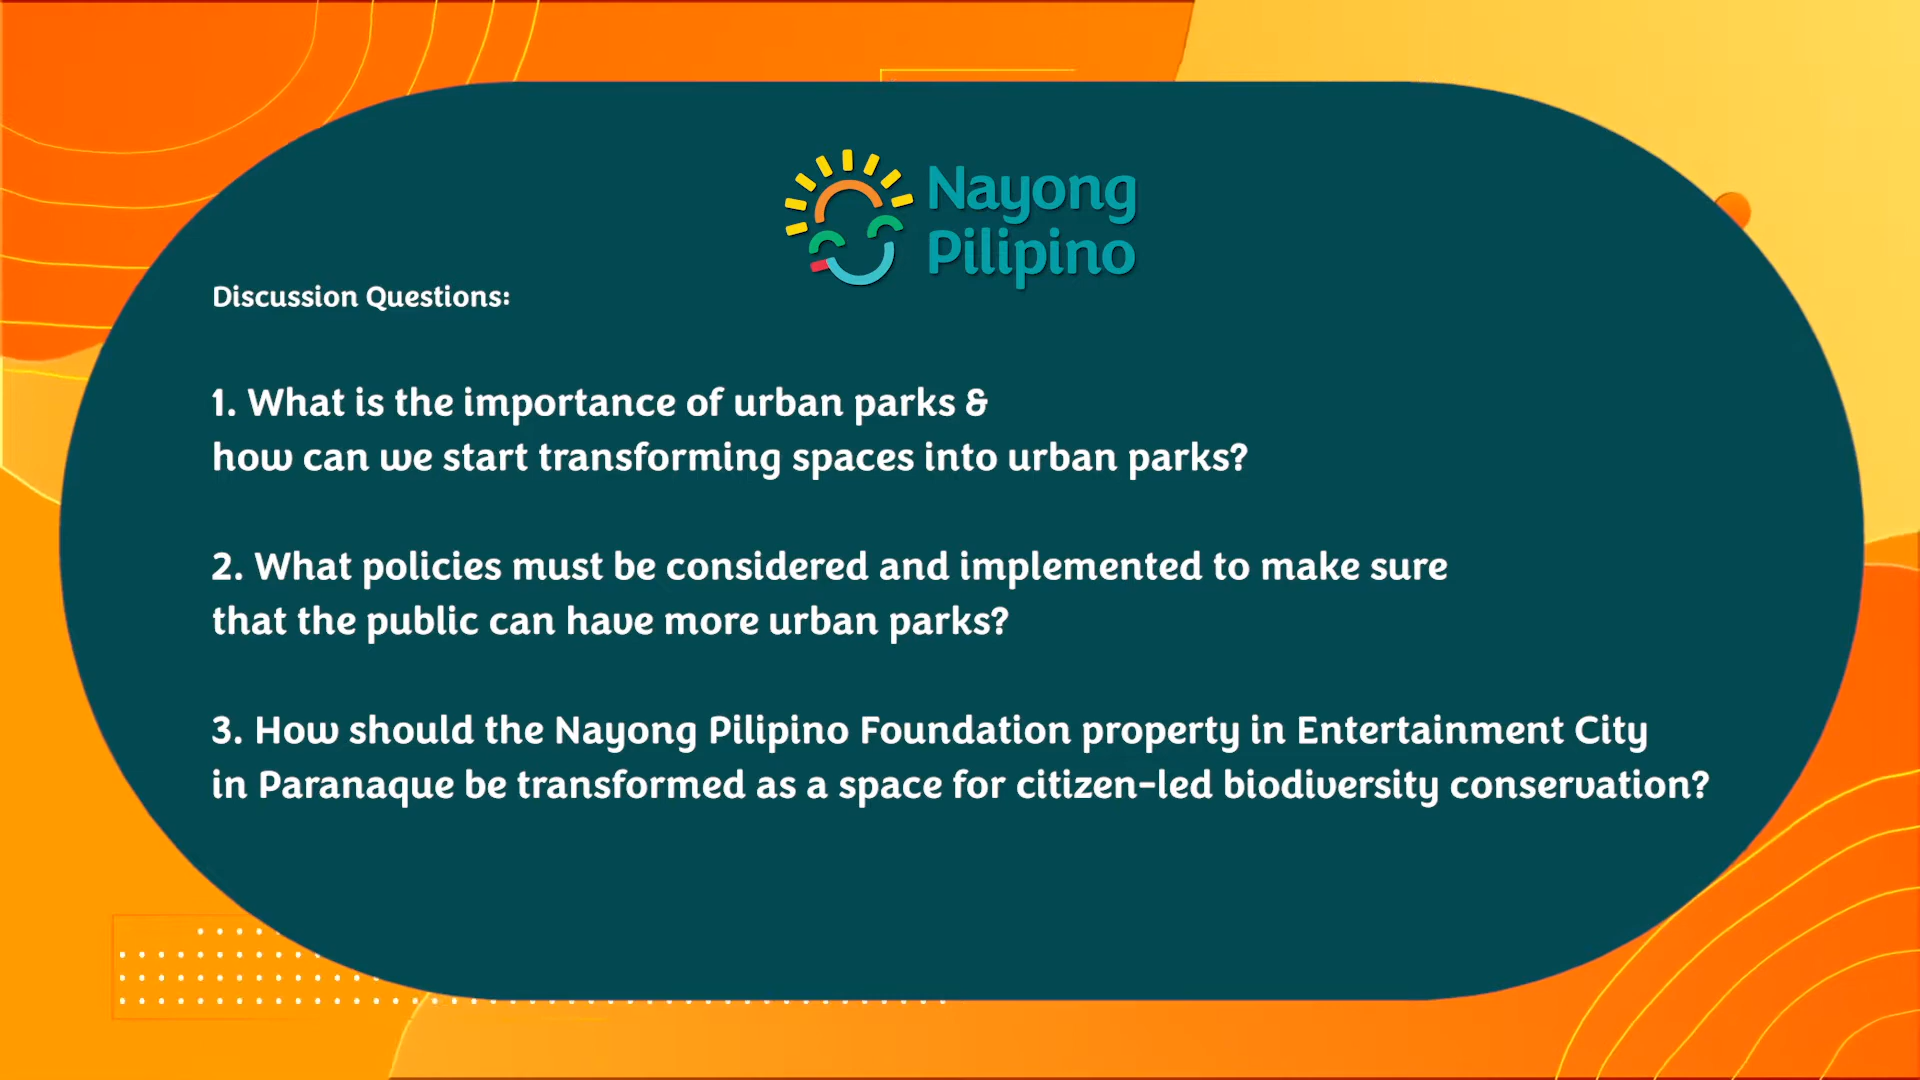 Nayong
Pilipino
Discussion Questions:
1. What is the importance of urban parks &
how can we start transforming spaces into urban parks?
2. What policies must be considered and implemented to make sure
that the public can have more urban parks?
3. How should the Nayong Pilipino Foundation property in Entertainment City
in Paranaque be transformed as a space for citizen-led biodiversity conservation?